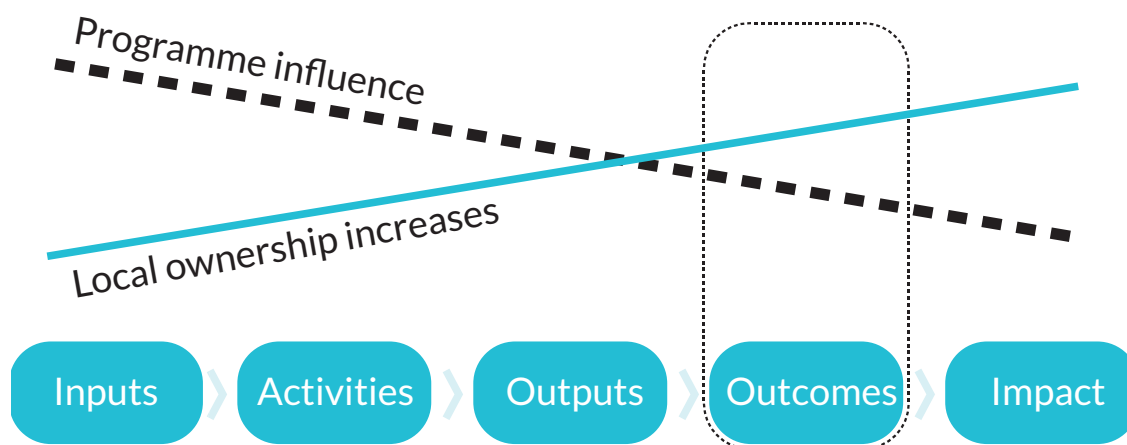 Programme influence
Local ownership increases
Inputs
Activities
Outputs
Outcomes
Impact